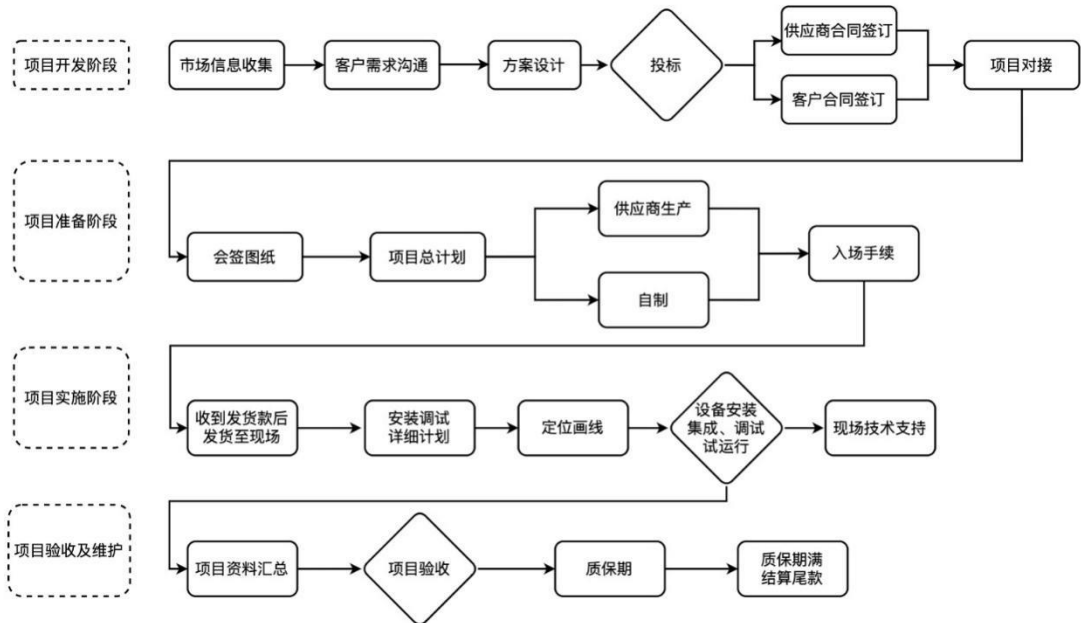 项目开发阶段
市场信息收集
客户需求沟通
方案设计
投标
供应商合同签订
客户合同签订
项目对接
项目准备阶段
会签图纸
项目总计划
供应商生产
自制
入场手续
项目实施阶段
收到发货款后
发货至现场
安装调试
详细计划
定位画线
设备安装
集成、调试
试运行
现场技术支持
项目验收及维护
项目资料汇总
项目验收
质保期
质保期满
结算尾款